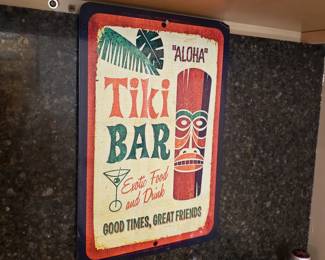 "ALOHA"
Tiki
BAR
Exotic Food
and Drink
GOOD TIMES, GREAT FRIENDS